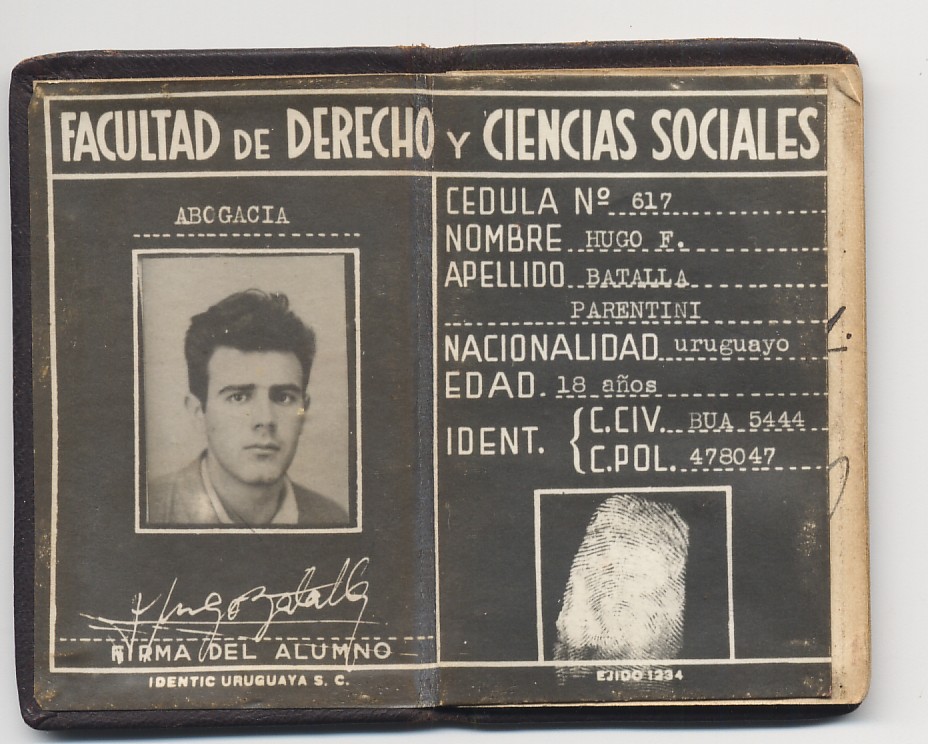 FACULTAD DE DERECHO Y CIENCIAS SOCIALES
ABOGACIA
Hugo Batalla
FIRMA DEL ALUMNO
IDENTIC URUGUAYA S. C.
CEDULA Nº 617
NOMBRE HUGO F.
APELLIDO BATALLA
PARENTINI
NACIONALIDAD uruguayo
EDAD. 18 años
IDENT. { C.CIV. BUA 5444
C.POL. 478047
EJIDO 1234